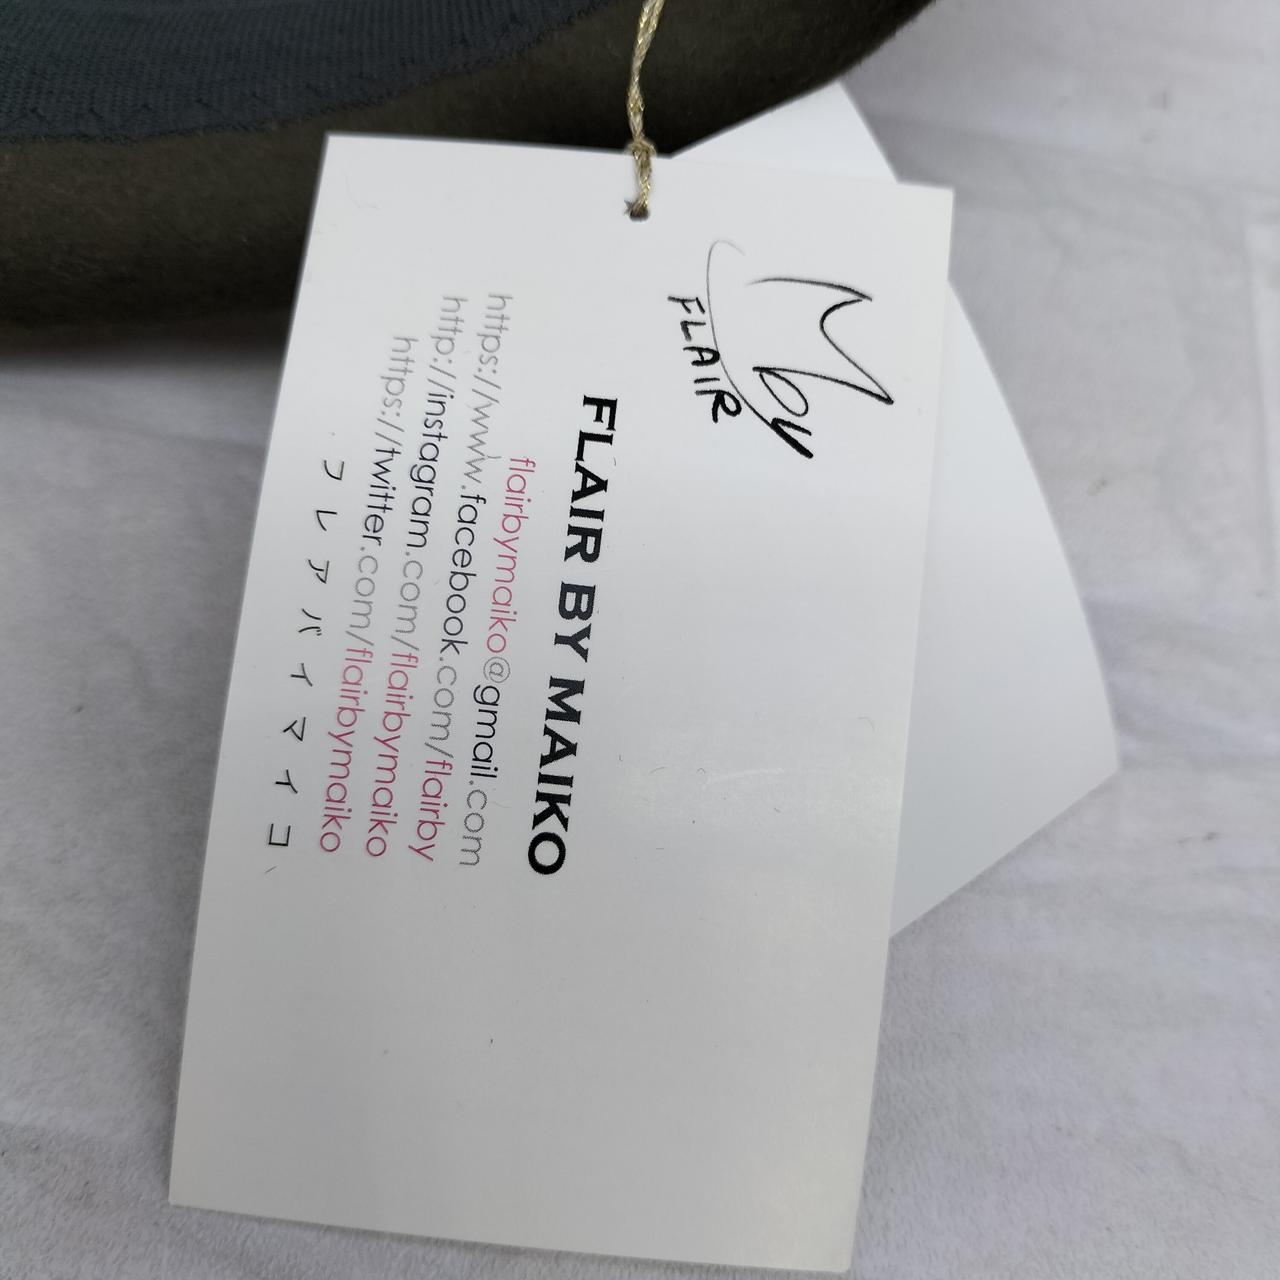 by
FLAIR
FLAIR BY MAIKO
flairbymaiko@gmail.com
https://www.facebook.com/flairby
http://instagram.com/flairbymaiko
https://twitter.com/flairbymaiko
フレアバイマイコ